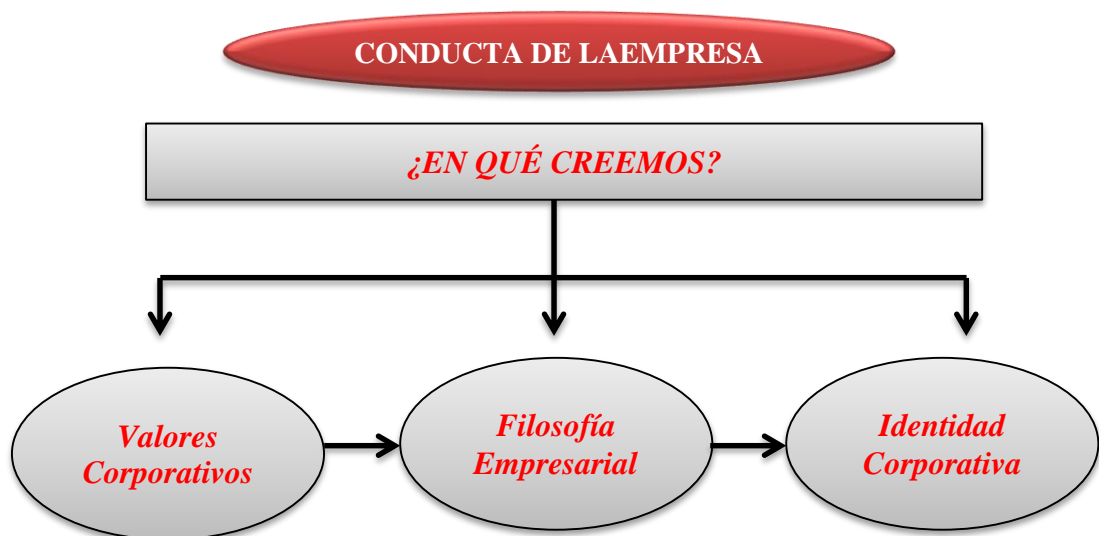 CONDUCTA DE LAEMPRESA
¿EN QUÉ CREEMOS?
Valores
Corporativos
Filosofía
Empresarial
Identidad
Corporativa